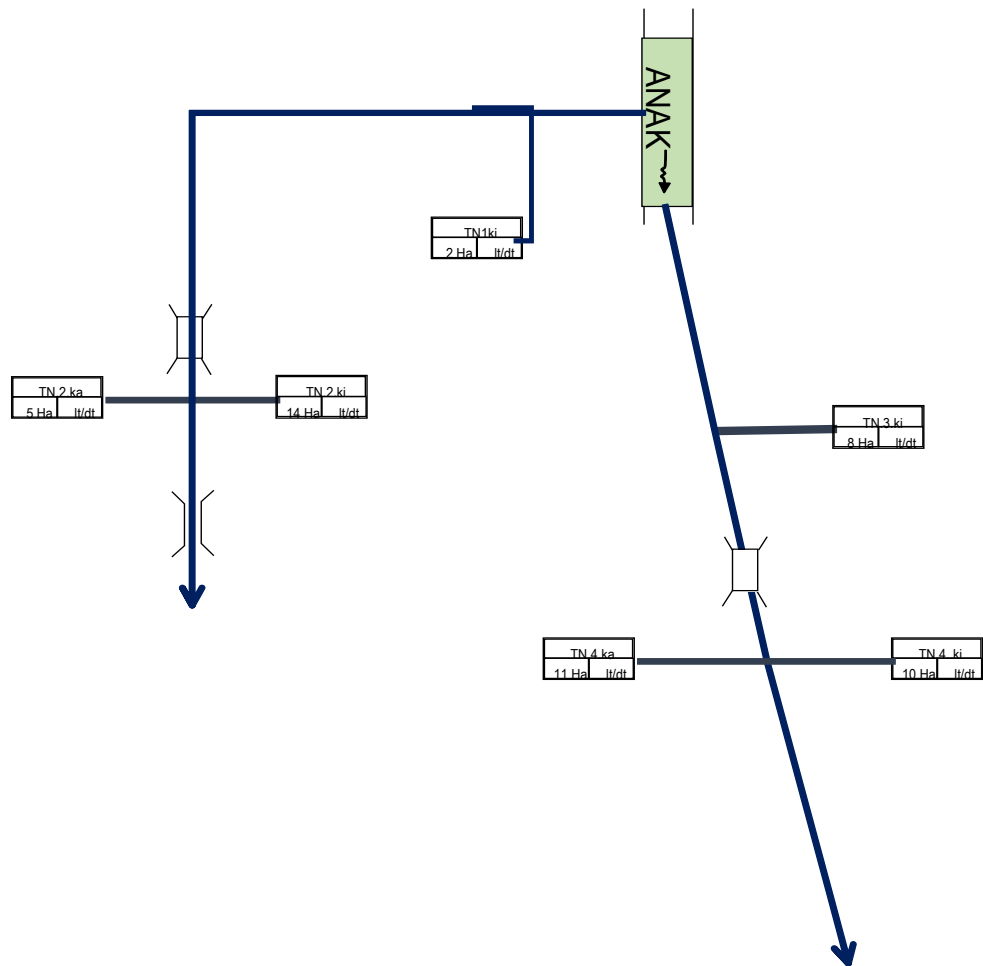 ANAK
TN1ki
2 Ha lt/dt
TN 2 ka
5 Ha lt/dt
TN 2 ki
14 Ha lt/dt
TN 3 ki
8 Ha lt/dt
TN 4 ka
11 Ha lt/dt
TN 4 ki
10 Ha lt/dt